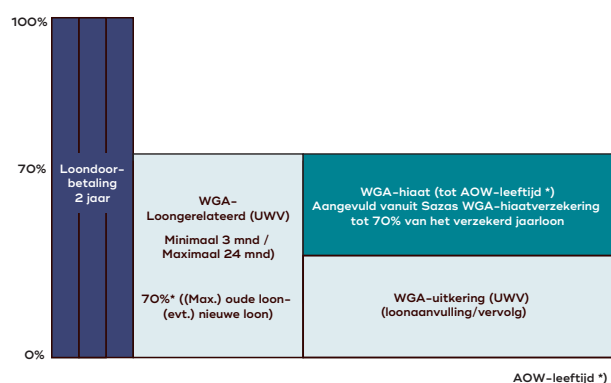 100%
70%
0%
Loondoor-
betaling
2 jaar
WGA-
Loongerelateerd (UWV)
Minimaal 3 mnd /
Maximaal 24 mnd)
70%* ((Max.) oude loon-
(evt.) nieuwe loon)
WGA-hiaat (tot AOW-leeftijd *)
Aangevuld vanuit Sazas WGA-hiaatverzekering
tot 70% van het verzekerd jaarloon
WGA-uitkering (UWV)
(loonaanvulling/vervolg)
AOW-leeftijd *)